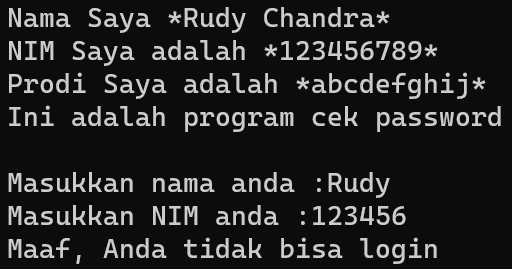 Nama Saya *Rudy Chandra*
NIM Saya adalah *123456789*
Prodi Saya adalah *abcdefghij*
Ini adalah program cek password
Masukkan nama anda :Rudy
Masukkan NIM anda :123456
Maaf, Anda tidak bisa login